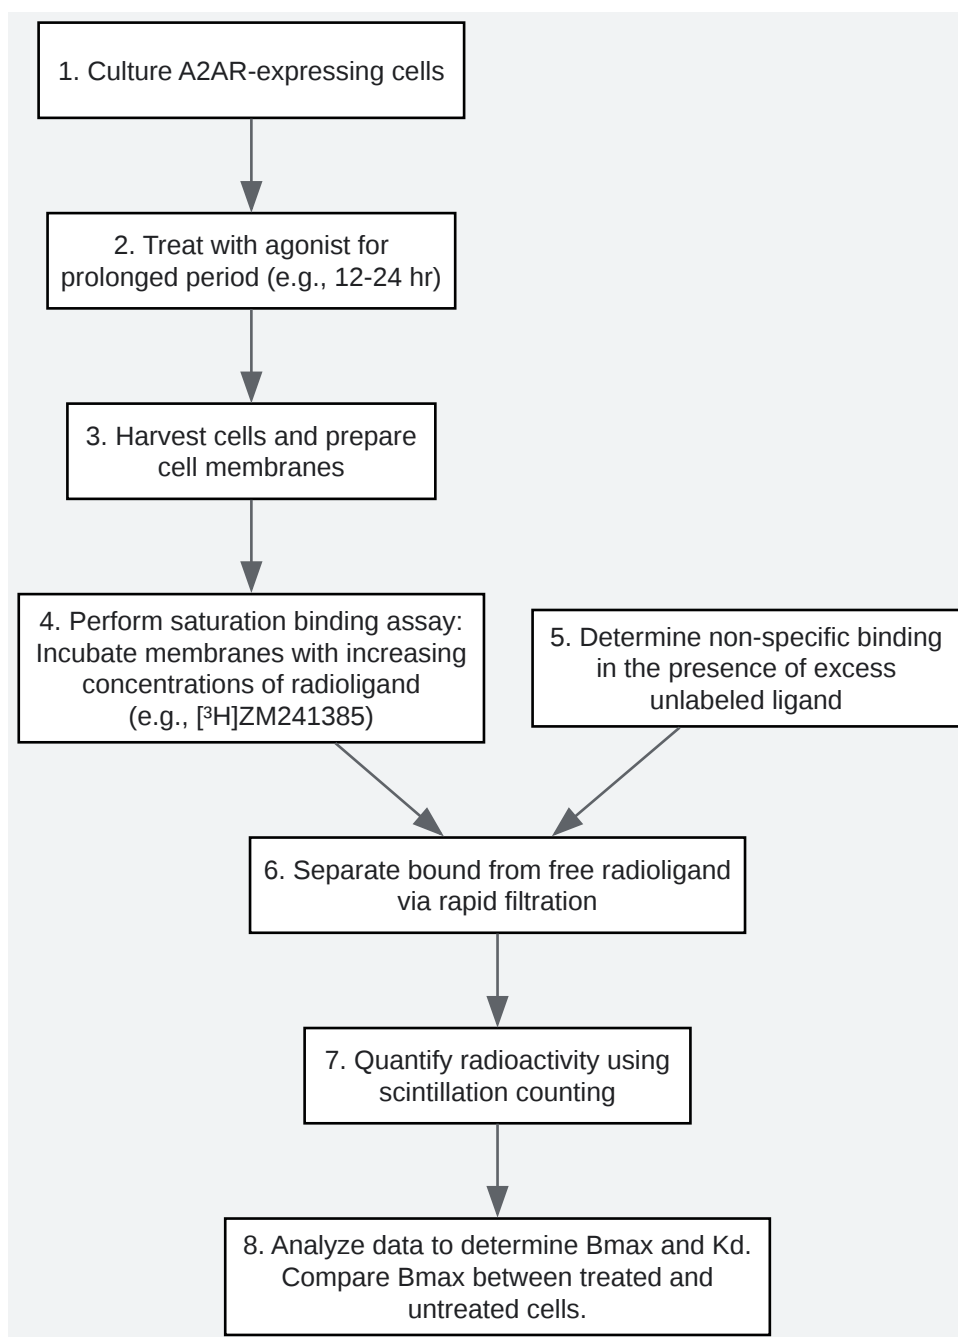 1. Culture A2AR-expressing cells
2. Treat with agonist for
prolonged period (e.g., 12-24 hr)
3. Harvest cells and prepare
cell membranes
4. Perform saturation binding assay:
Incubate membranes with increasing
concentrations of radioligand
(e.g., [³H]ZM241385)
5. Determine non-specific binding
in the presence of excess
unlabeled ligand
6. Separate bound from free radioligand
via rapid filtration
7. Quantify radioactivity using
scintillation counting
8. Analyze data to determine Bmax and Kd.
Compare Bmax between treated and
untreated cells.